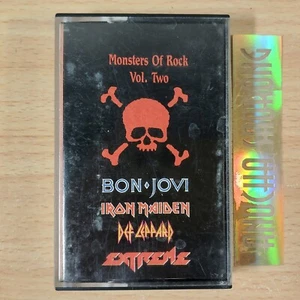 Monsters Of Rock
Vol. Two
BON•JOVI
IRON MAIDEN
DEF LEPPARD
EXTREME